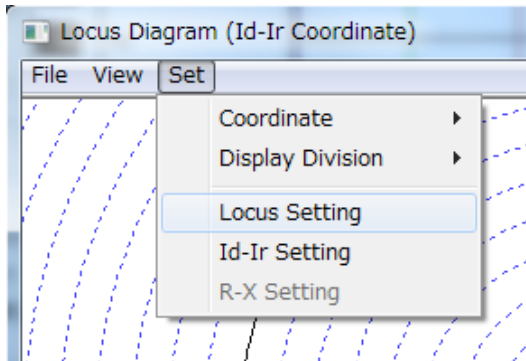 Locus Diagram (Id-Ir Coordinate)
File View Set
Coordinate
Display Division
Locus Setting
Id-Ir Setting
R-X Setting